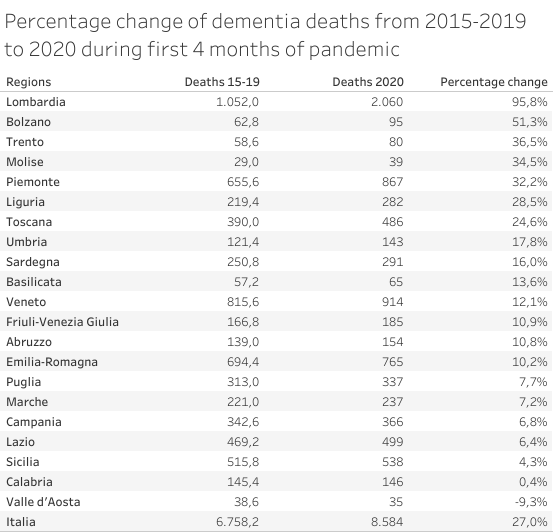 Percentage change of dementia deaths from 2015-2019
to 2020 during first 4 months of pandemic
Regions Deaths 15-19 Deaths 2020 Percentage change
Lombardia 1.052,0 2.060 95,8%
Bolzano 62,8 95 51,3%
Trento 58,6 80 36,5%
Molise 29,0 39 34,5%
Piemonte 655,6 867 32,2%
Liguria 219,4 282 28,5%
Toscana 390,0 486 24,6%
Umbria 121,4 143 17,8%
Sardegna 250,8 291 16,0%
Basilicata 57,2 65 13,6%
Veneto 815,6 914 12,1%
Friuli-Venezia Giulia 166,8 185 10,9%
Abruzzo 139,0 154 10,8%
Emilia-Romagna 694,4 765 10,2%
Puglia 313,0 337 7,7%
Marche 221,0 237 7,2%
Campania 342,6 366 6,8%
Lazio 469,2 499 6,4%
Sicilia 515,8 538 4,3%
Calabria 145,4 146 0,4%
Valle d’Aosta 38,6 35 -9,3%
Italia 6.758,2 8.584 27,0%